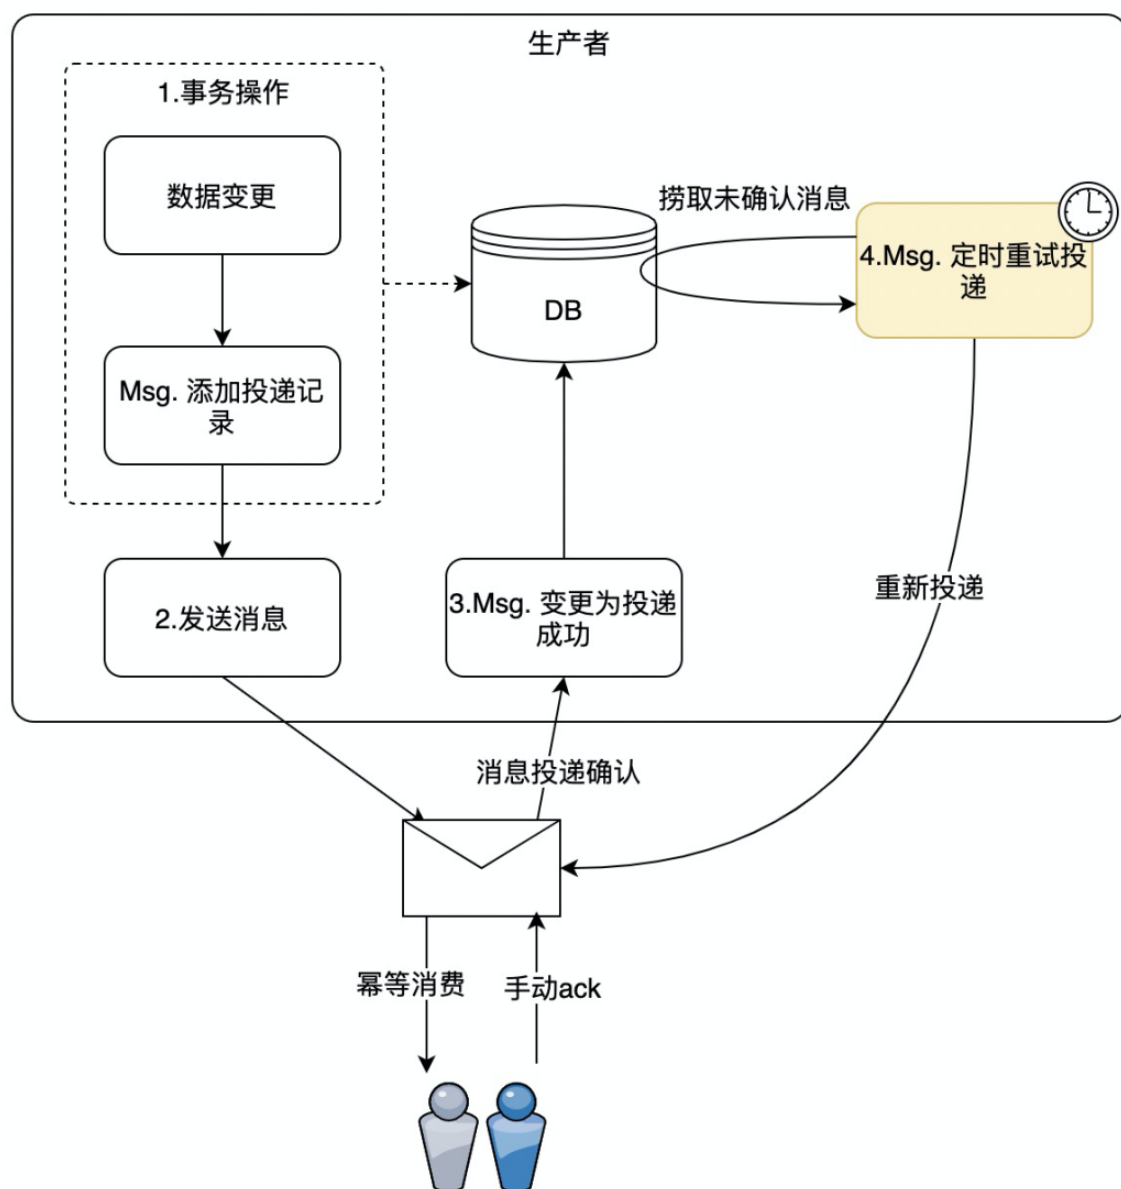 生产者
1.事务操作
数据变更
Msg. 添加投递记
录
2.发送消息
DB
捞取未确认消息
4.Msg. 定时重试投
递
3.Msg. 变更为投递
成功
重新投递
消息投递确认
幂等消费
手动ack